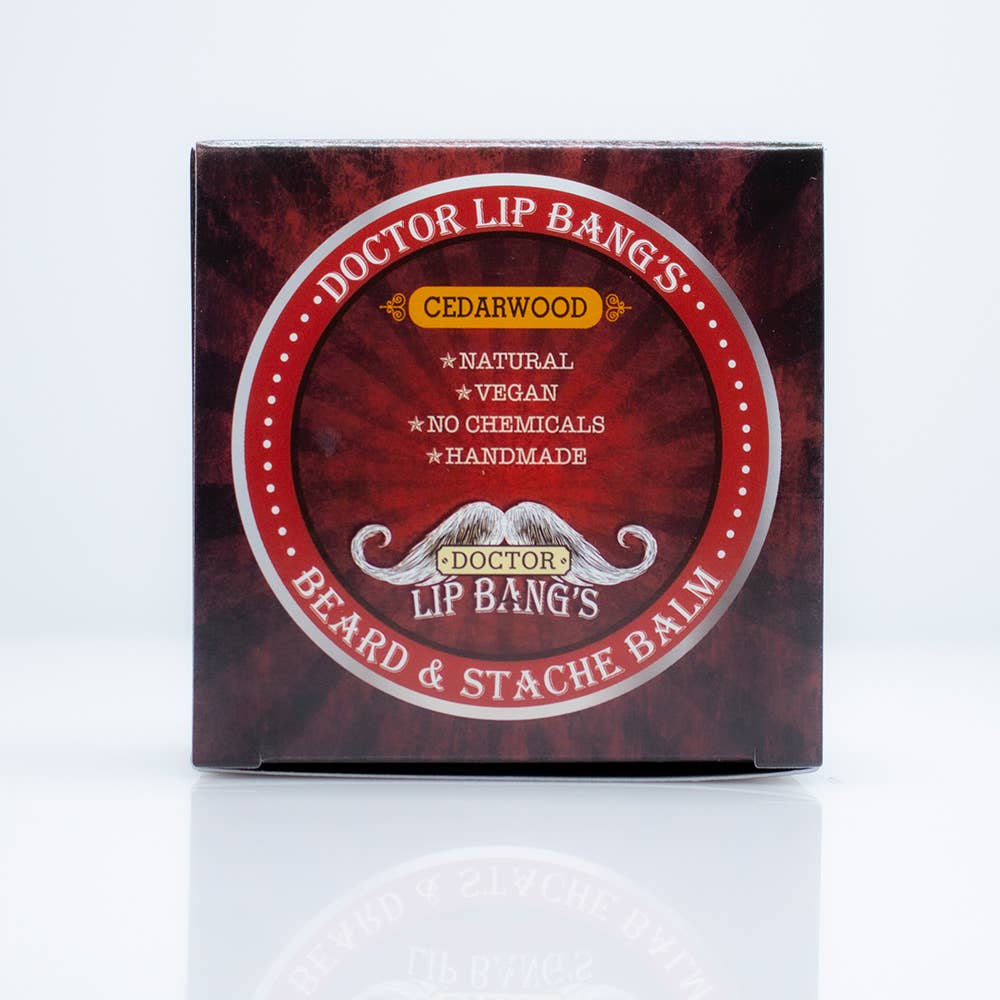 DOCTOR LIP BANG'S
CEDARWOOD
NATURAL
VEGAN
NO CHEMICALS
HANDMADE
DOCTOR
LIP BANG'S
BEARD & STACHE BALM